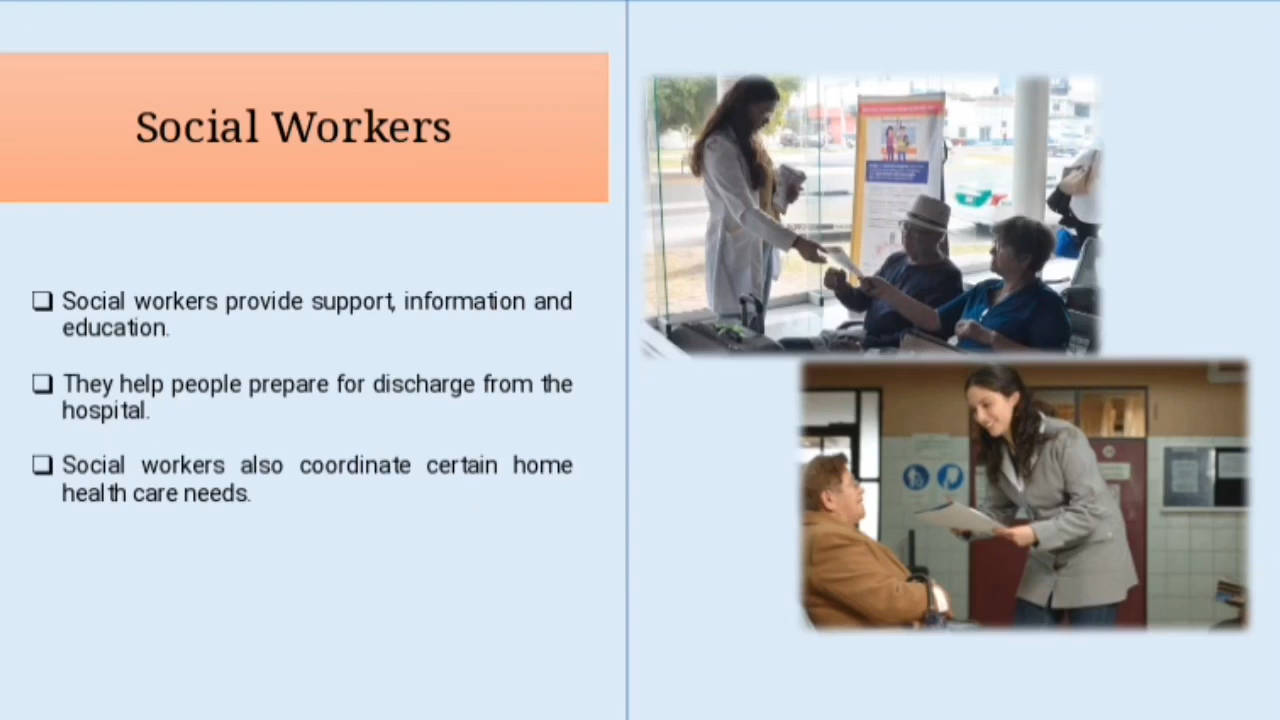 Social Workers
❑ Social workers provide support, information and
education.
❑ They help people prepare for discharge from the
hospital.
❑ Social workers also coordinate certain home
health care needs.